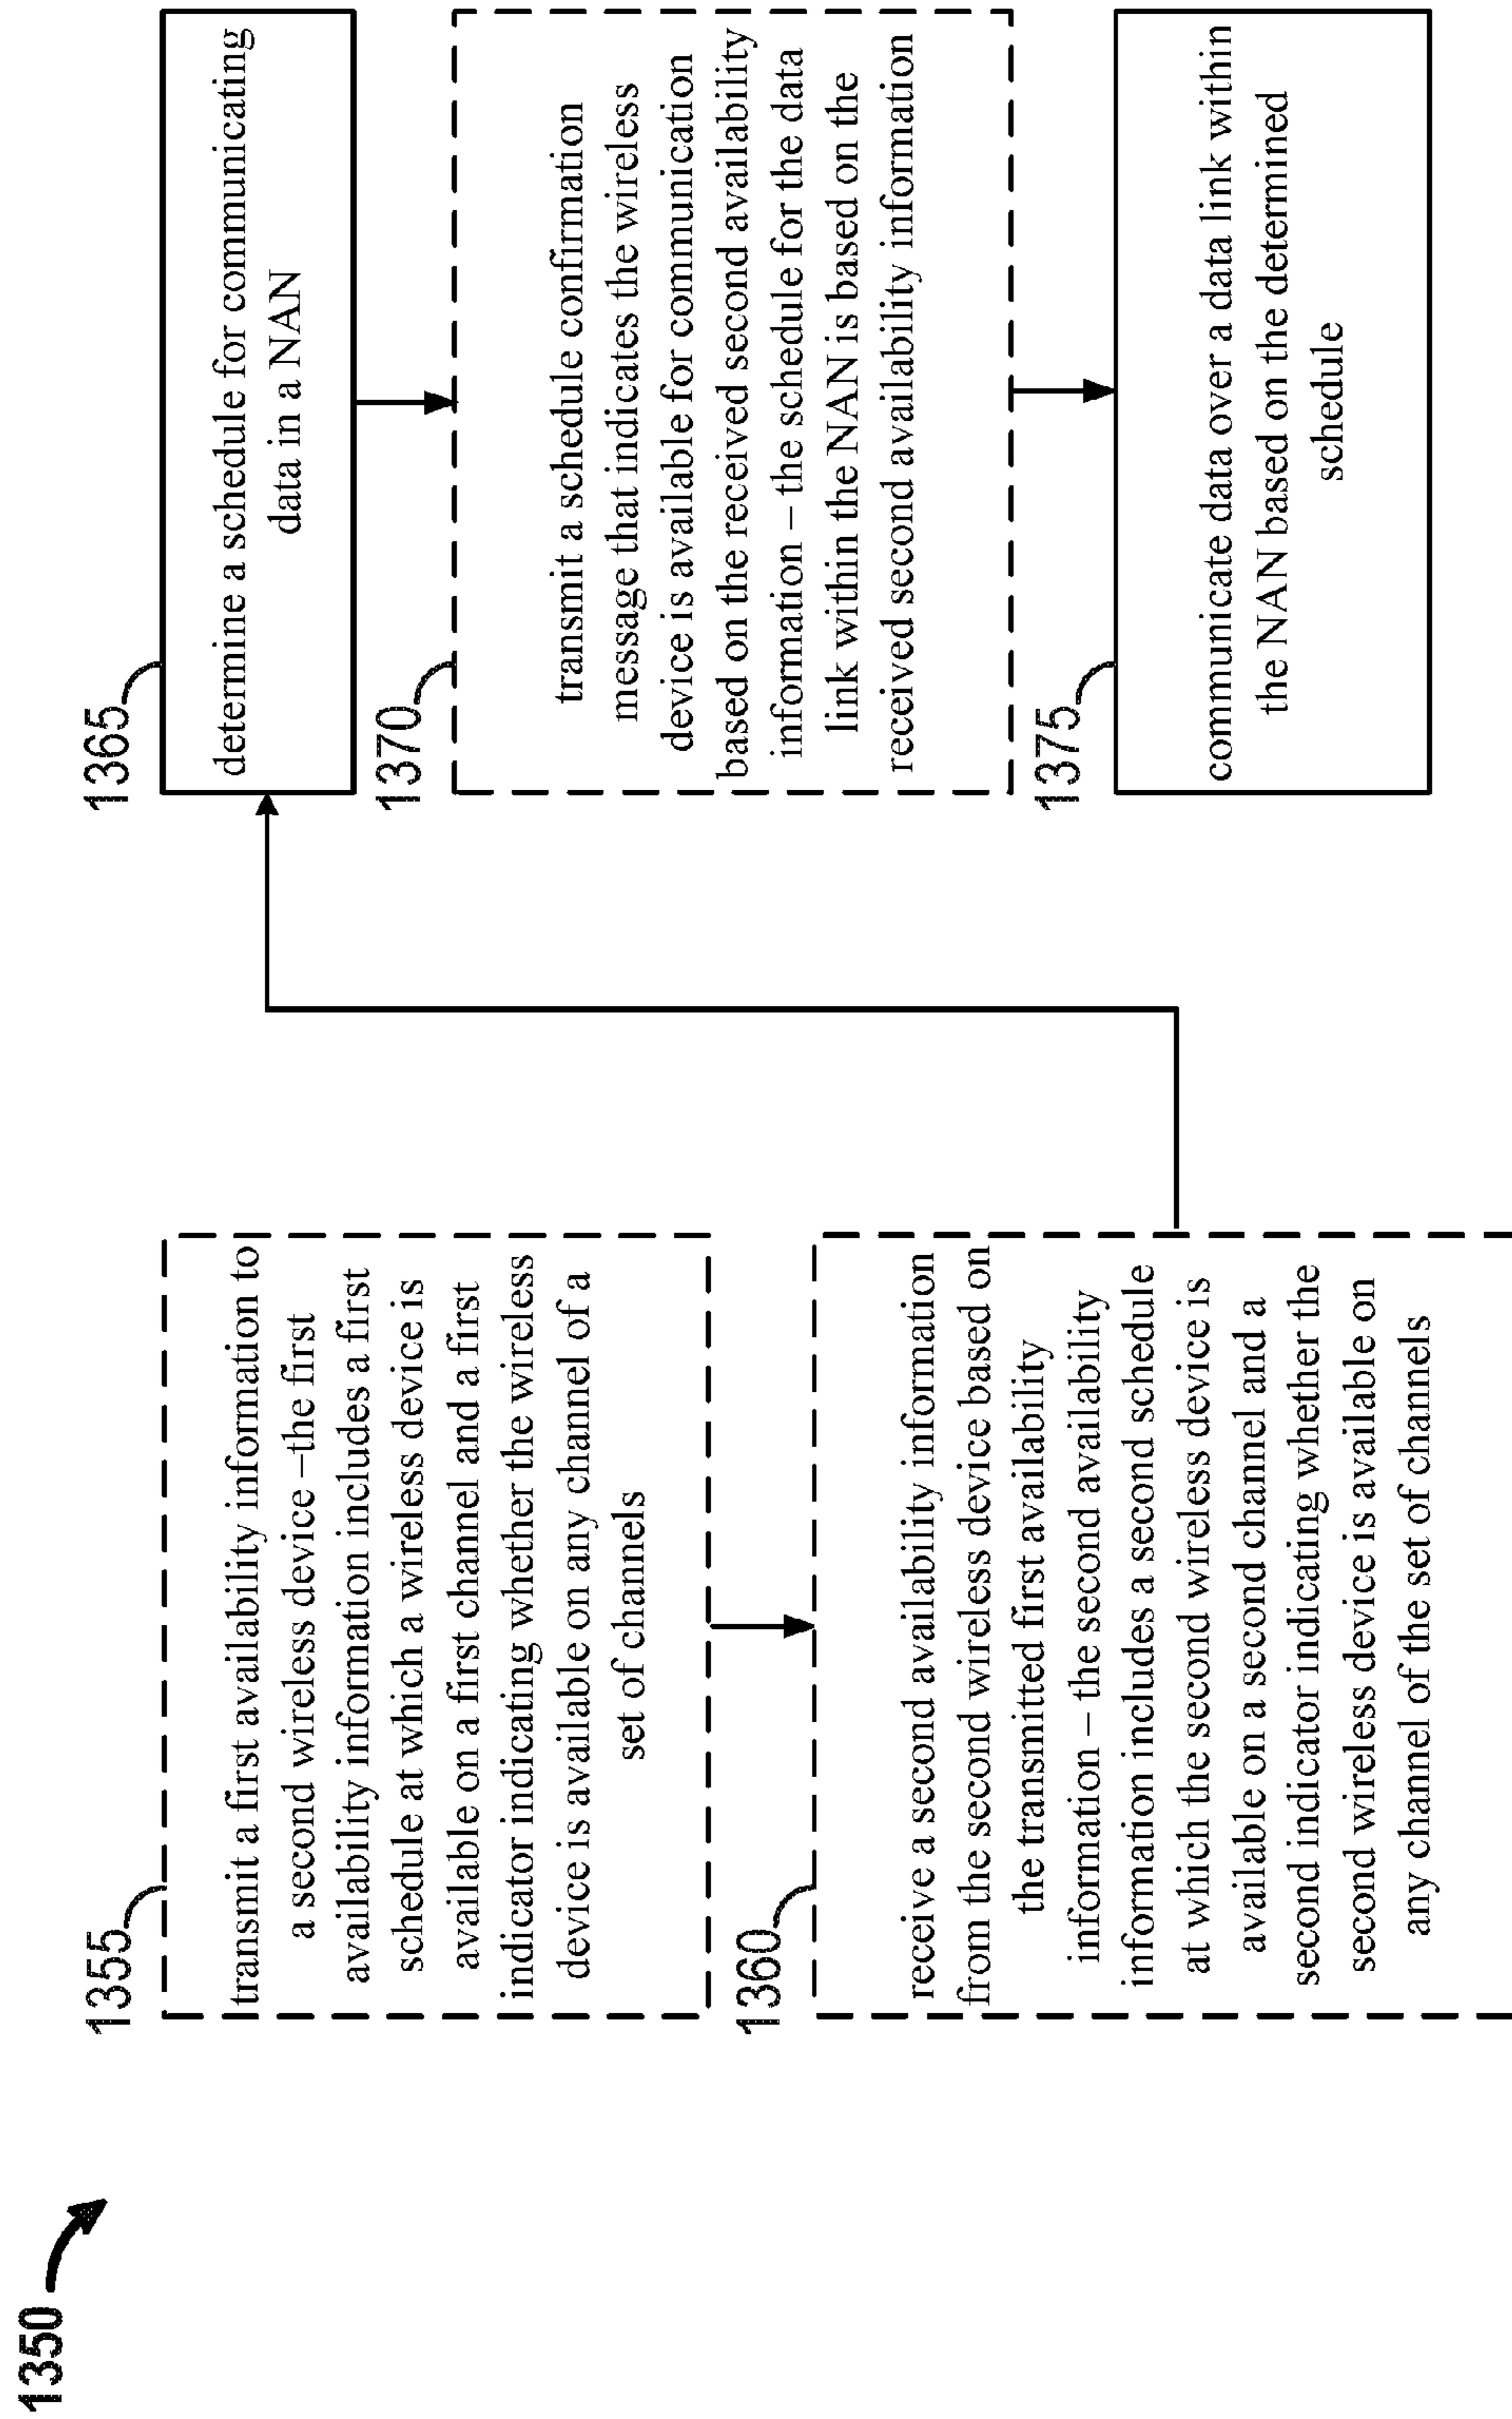 1350
1355
transmit a first availability information to
a second wireless device –the first
availability information includes a first
schedule at which a wireless device is
available on a first channel and a first
indicator indicating whether the wireless
device is available on any channel of a
set of channels
1360
receive a second availability information
from the second wireless device based on
the transmitted first availability
information – the second availability
information includes a second schedule
at which the second wireless device is
available on a second channel and a
second indicator indicating whether the
second wireless device is available on
any channel of the set of channels
1365
determine a schedule for communicating
data in a NAN
1370
transmit a schedule confirmation
message that indicates the wireless
device is available for communication
based on the received second availability
information – the schedule for the data
link within the NAN is based on the
received second availability information
1375
communicate data over a data link within
the NAN based on the determined
schedule